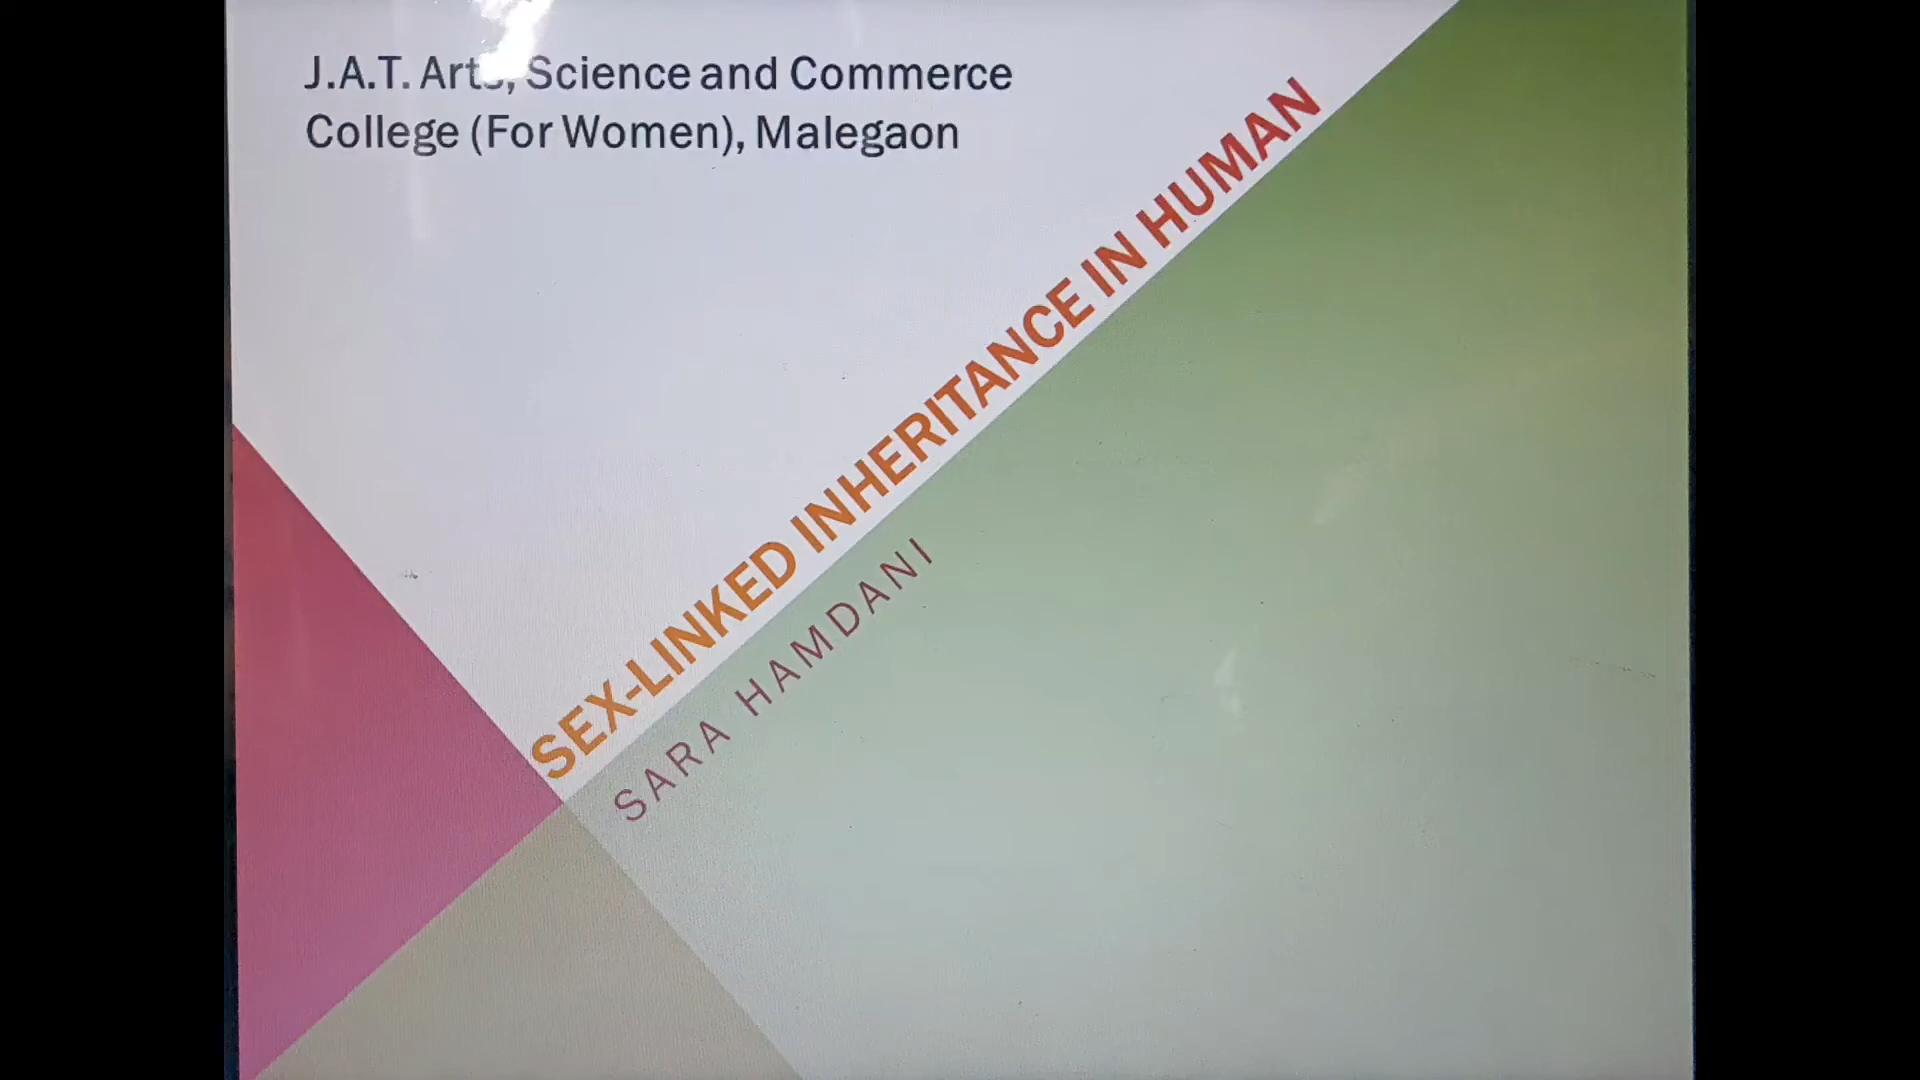 J.A.T. Arts, Science and Commerce
College (For Women), Malegaon
SEX-LINKED INHERITANCE IN HUMAN
SARA HAMDANI